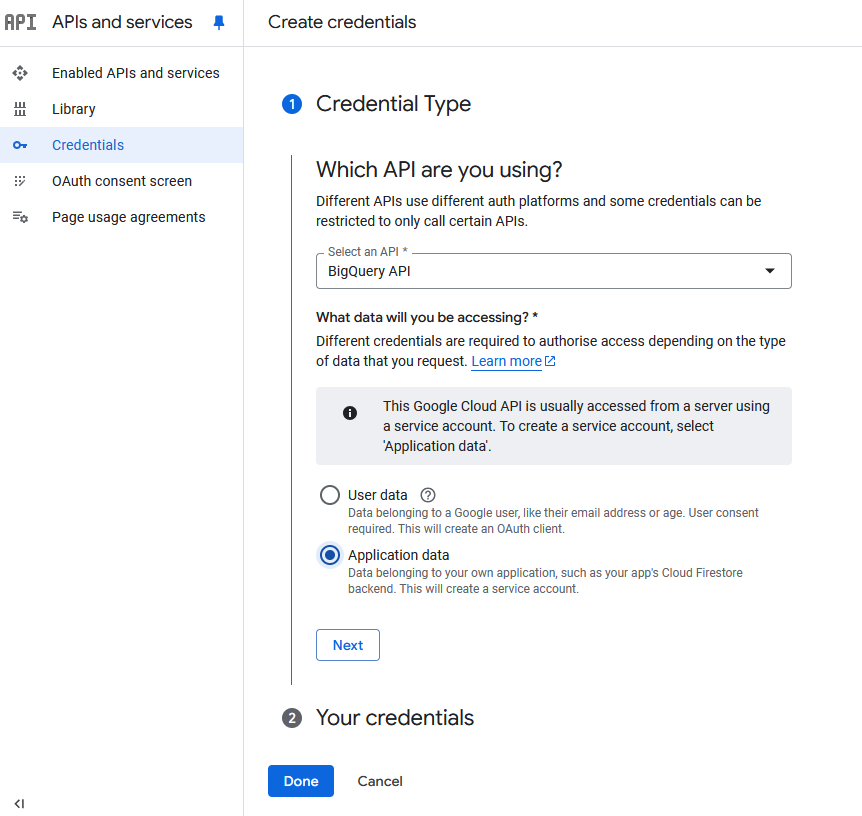 API APIs and services
Create credentials
Enabled APIs and services
Library
Credentials
OAuth consent screen
Page usage agreements
1 Credential Type
Which API are you using?
Different APIs use different auth platforms and some credentials can be
restricted to only call certain APIs.
Select an API *
BigQuery API
What data will you be accessing? *
Different credentials are required to authorise access depending on the type
of data that you request. Learn more
This Google Cloud API is usually accessed from a server using
a service account. To create a service account, select
'Application data'.
User data
Data belonging to a Google user, like their email address or age. User consent
required. This will create an OAuth client.
Application data
Data belonging to your own application, such as your app's Cloud Firestore
backend. This will create a service account.
Next
2 Your credentials
Done Cancel